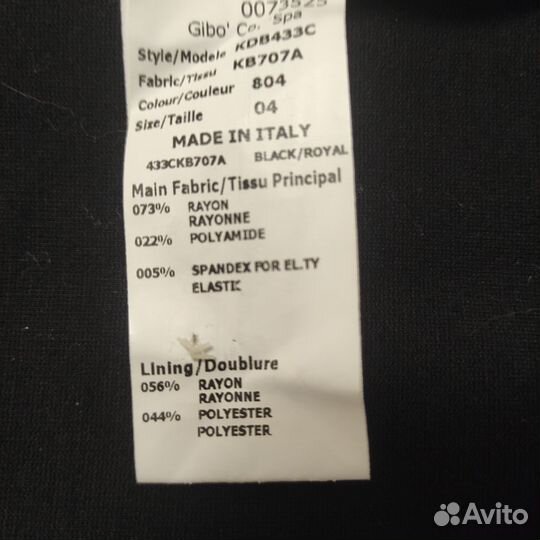 0073525
Gibo' Co. Spa
Style/Modele KDB433C
Fabric/Tissu KB707A
Colour/Couleur 804
Size/Taille 04
MADE IN ITALY
433CKB707A BLACK/ROYAL
Main Fabric/Tissu Principal
073% RAYON
RAYONNE
022% POLYAMIDE
005% SPANDEX FOR EL.TY
ELASTIC
Lining/Doublure
056% RAYON
RAYONNE
044% POLYESTER
POLYESTER
Avito